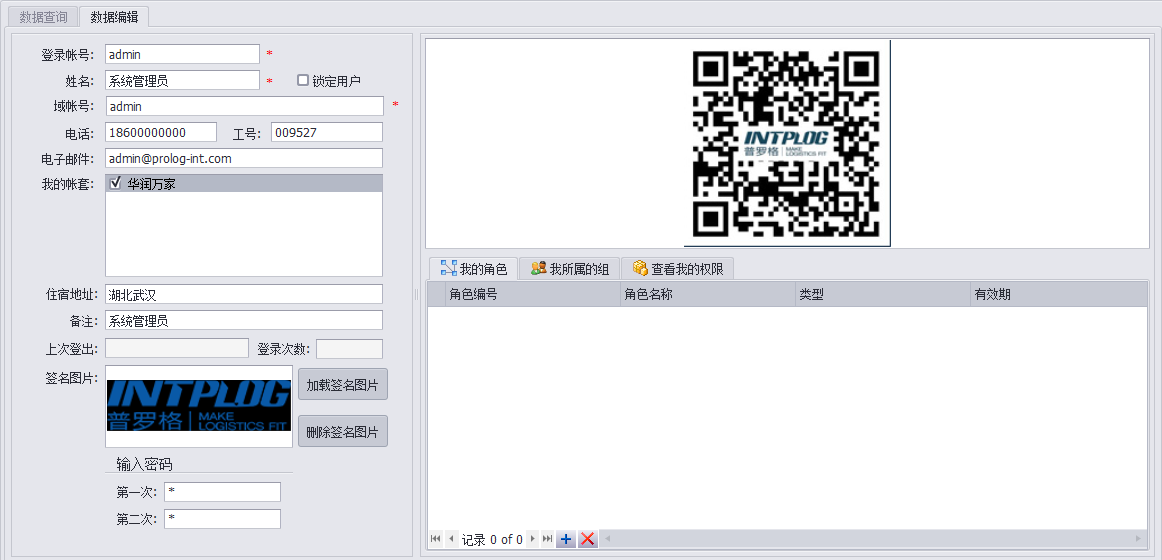 数据查询 数据编辑
登录帐号: admin *
姓名: 系统管理员 * 锁定用户
域帐号: admin *
电话: 18600000000 工号: 009527
电子邮件: admin@prolog-int.com
我的帐套: 华润万家
住宿地址: 湖北武汉
备注: 系统管理员
上次登出: 登录次数:
签名图片:
INTPLOG
普罗格 MAKE LOGISTICS FIT
加载签名图片
删除签名图片
输入密码
第一次: *
第二次: *
INTPLOG
普罗格 MAKE LOGISTICS FIT
我的角色 我所属的组 查看我的权限
角色编号 角色名称 类型 有效期
记录 0 of 0